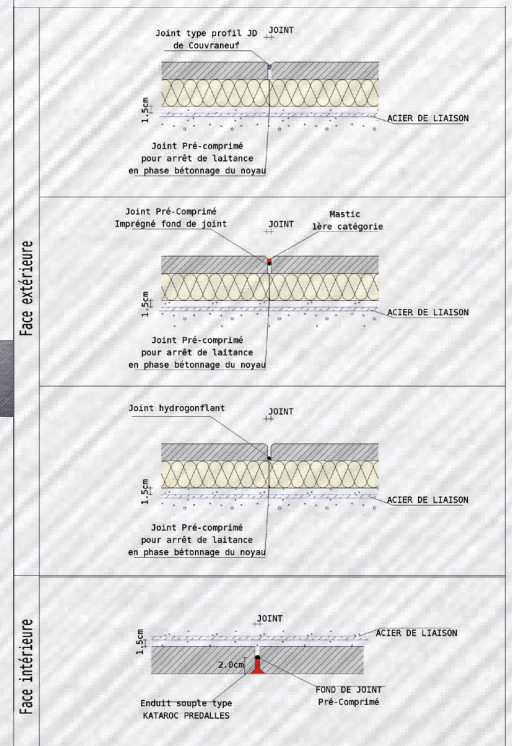 Face extérieure
Joint type profil JD
de Couvraneuf
JOINT
1.5cm
ACIER DE LIAISON
Joint Pré-comprimé
pour arrêt de laitance
en phase bétonnage du noyau
Joint Pré-Comprimé
Imprégné fond de joint
JOINT
Mastic
1ère catégorie
1.5cm
ACIER DE LIAISON
Joint Pré-comprimé
pour arrêt de laitance
en phase bétonnage du noyau
Joint hydrogonflant
JOINT
1.5cm
ACIER DE LIAISON
Joint Pré-comprimé
pour arrêt de laitance
en phase bétonnage du noyau
Face intérieure
JOINT
ACIER DE LIAISON
1.5cm
2.0cm
Enduit souple type
KATAROC PREDALLES
FOND DE JOINT
Pré-Comprimé